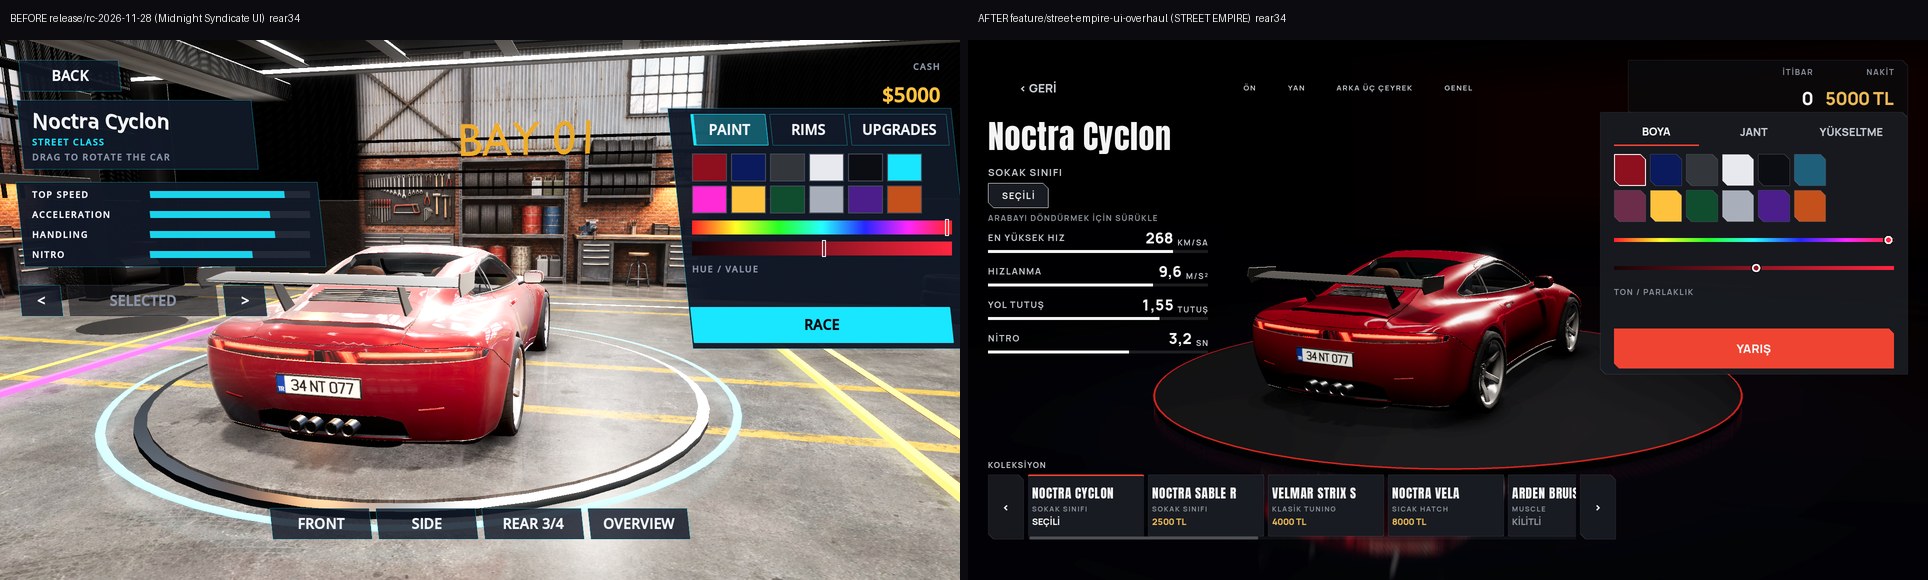 BEFORE release/rc-2026-11-28 (Midnight Syndicate UI) rear34
BACK
CASH
$5000
Noctra Cyclon
STREET CLASS
DRAG TO ROTATE THE CAR
BAY 01
PAINT RIMS UPGRADES
TOP SPEED
ACCELERATION
HANDLING
NITRO
HUE / VALUE
< SELECTED >
RACE
34 NT 077
FRONT SIDE REAR 3/4 OVERVIEW
AFTER feature/street-empire-ui-overhaul (STREET EMPIRE) rear34
‹ GERİ
ÖN YAN ARKA ÜÇ ÇEYREK GENEL
İTİBAR NAKİT
0 5000 TL
Noctra Cyclon
SOKAK SINIFI
SEÇİLİ
ARABAYI DÖNDÜRMEK İÇİN SÜRÜKLE
EN YÜKSEK HIZ 268 KM/SA
HIZLANMA 9,6 M/S²
YOL TUTUŞ 1,55 TUTUŞ
NİTRO 3,2 SN
BOYA JANT YÜKSELTME
TON / PARLAKLIK
YARIŞ
34 NT 077
KOLEKSİYON
‹
NOCTRA CYCLON
SOKAK SINIFI
SEÇİLİ
NOCTRA SABLE R
SOKAK SINIFI
2500 TL
VELMAR STRIX S
KLASİK TUNING
4000 TL
NOCTRA VELA
SICAK HATCH
8000 TL
ARDEN BRUIS
MUSCLE
KİLİTLİ
›